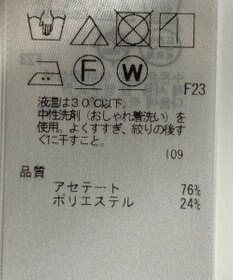 F W
F23
液温は30℃以下。
中性洗剤(おしゃれ着洗い)を
使用。よくすすぎ、絞りの後す
ぐに干すこと。
109
品質
アセテート 76%
ポリエステル 24%